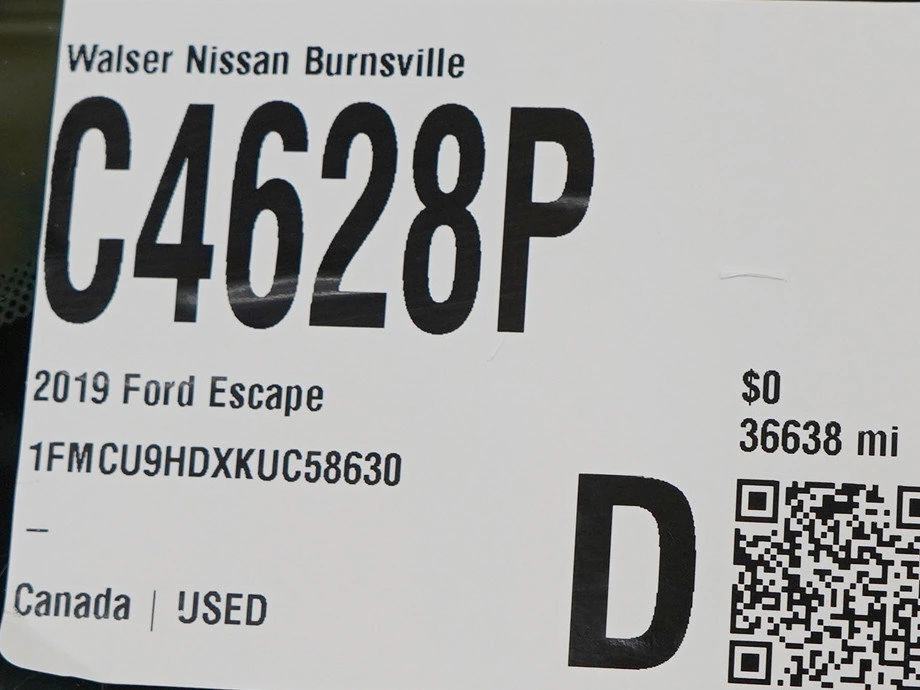 Walser Nissan Burnsville
C4628P
2019 Ford Escape
1FMCU9HDXKUC58630
$0
36638 mi
–
D
Canada | USED